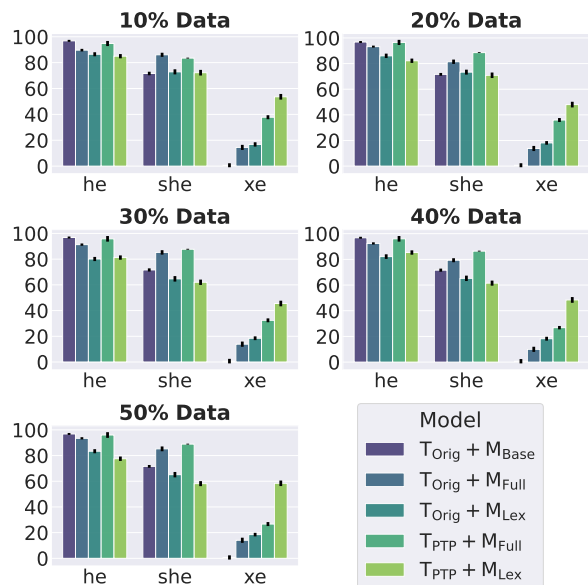 10% Data
100
80
60
40
20
0
he she xe
20% Data
100
80
60
40
20
0
he she xe
30% Data
100
80
60
40
20
0
he she xe
40% Data
100
80
60
40
20
0
he she xe
50% Data
100
80
60
40
20
0
he she xe
Model
T_Orig + M_Base
T_Orig + M_Full
T_Orig + M_Lex
T_PTP + M_Full
T_PTP + M_Lex